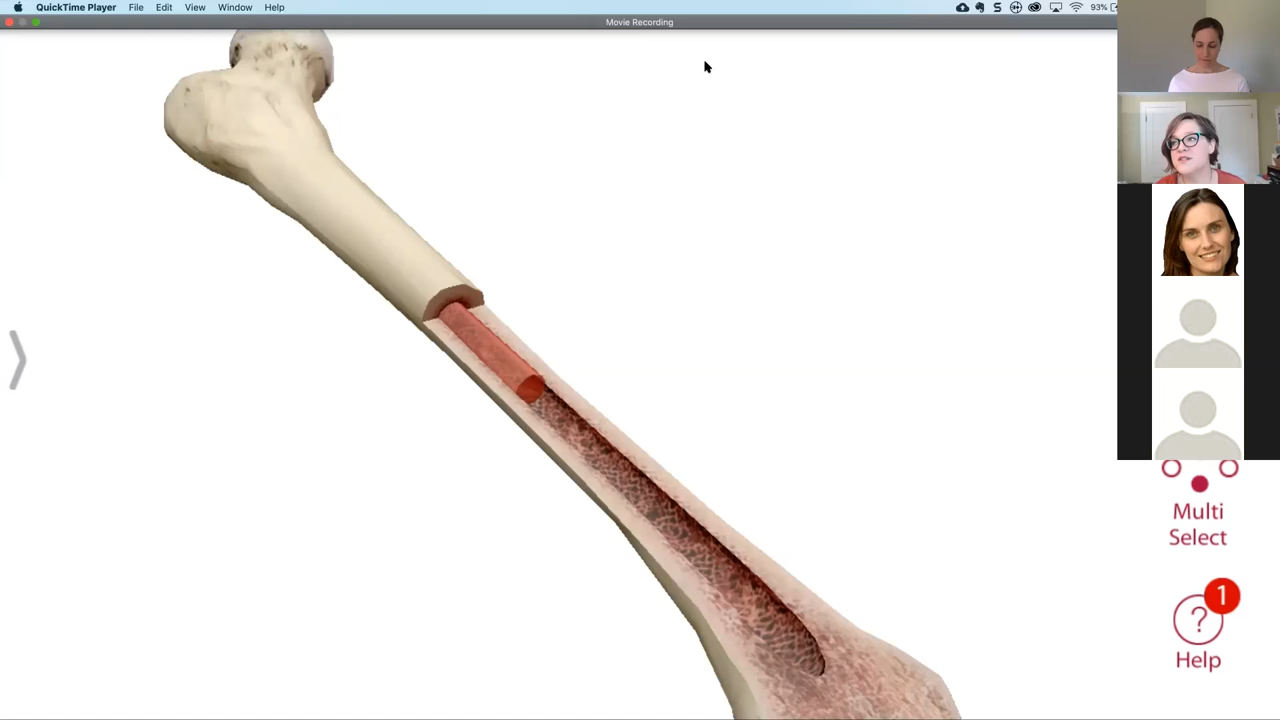 QuickTime Player File Edit View Window Help 93%
Movie Recording
Multi
Select
1
?
Help